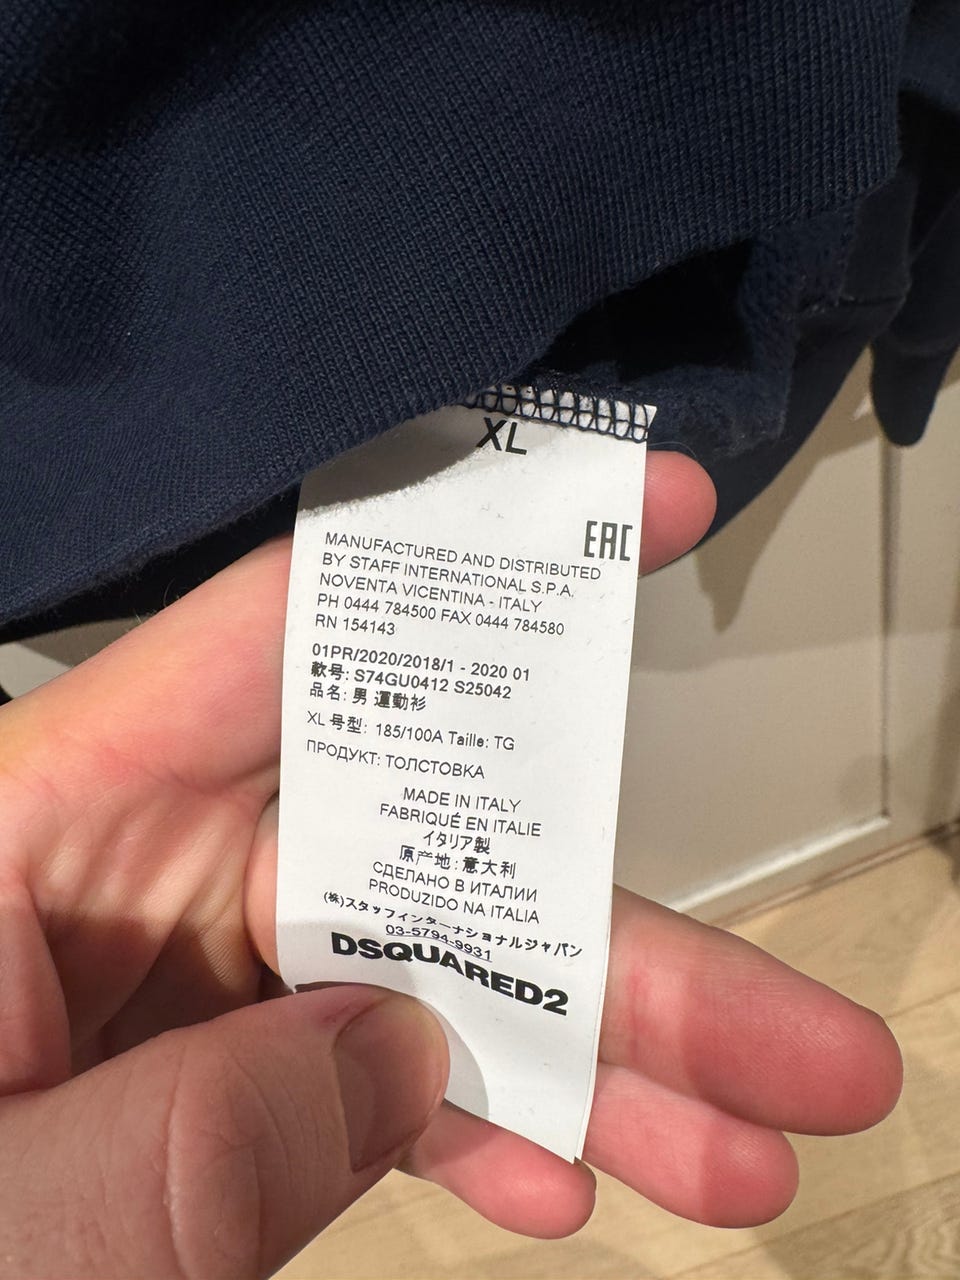 XL
EAC
MANUFACTURED AND DISTRIBUTED
BY STAFF INTERNATIONAL S.P.A.
NOVENTA VICENTINA - ITALY
PH 0444 784500 FAX 0444 784580
RN 154143
01PR/2020/2018/1 - 2020 01
款号: S74GU0412 S25042
品名: 男 運動衫
XL 号型: 185/100A Taille: TG
ПРОДУКТ: ТОЛСТОВКА
MADE IN ITALY
FABRIQUÉ EN ITALIE
イタリア製
原产地: 意大利
СДЕЛАНО В ИТАЛИИ
PRODUZIDO NA ITALIA
(株)スタッフインターナショナルジャパン
03-5794-9931
DSQUARED2